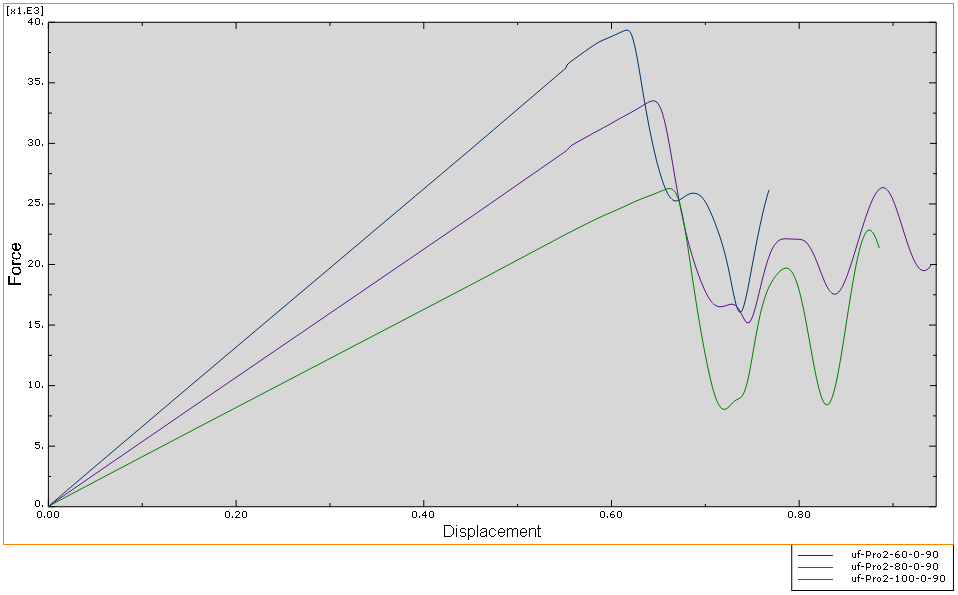 [x1.E3]
40.
35.
30.
25.
20.
15.
10.
5.
0.
0.00 0.20 0.40 0.60 0.80
Force
Displacement
uf-Pro2-60-0-90
uf-Pro2-80-0-90
uf-Pro2-100-0-90